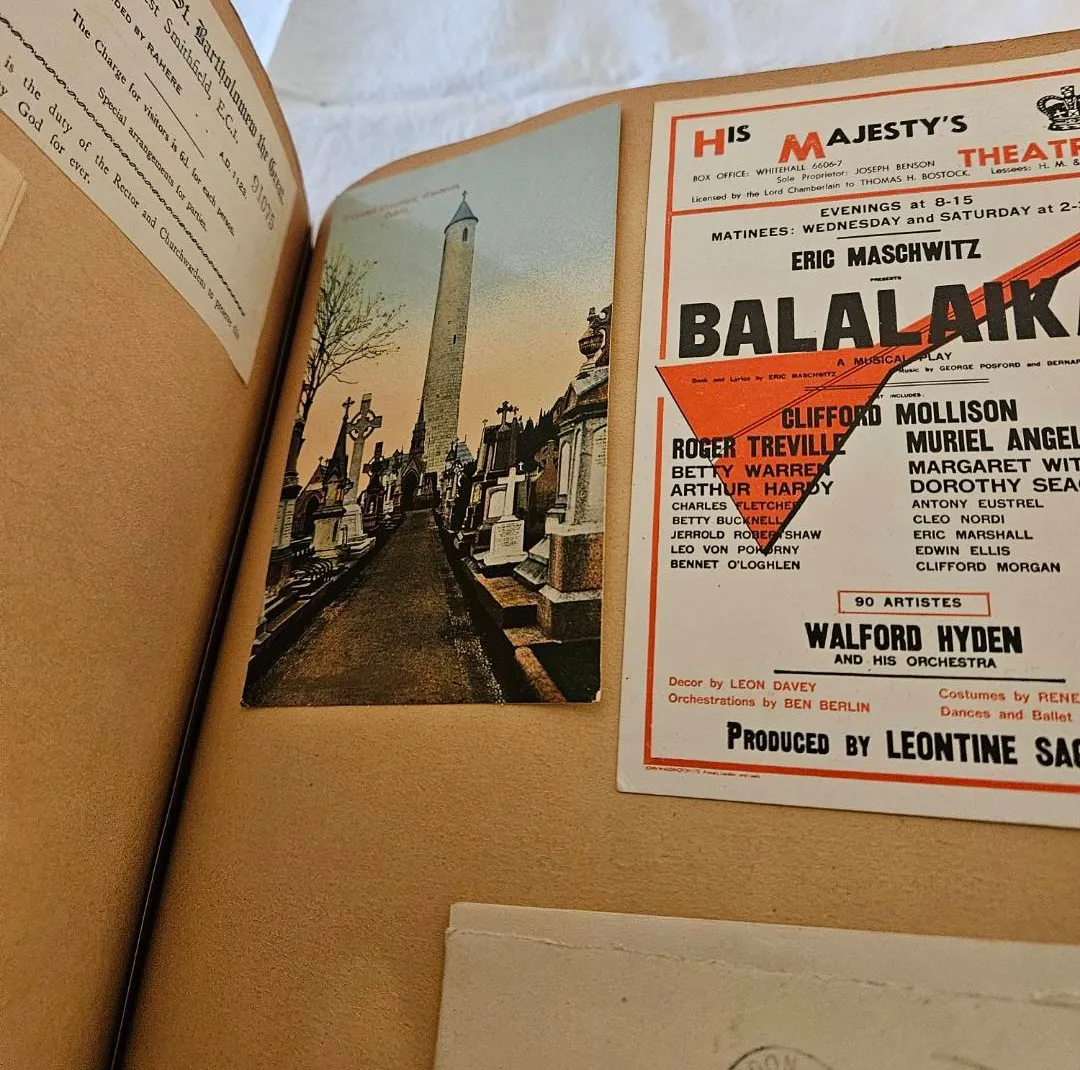 St. Bartholomew the Great,
West Smithfield, E.C.1.
DED BY RAHERE A.D. 1123
91075
The Charge for visitors is 6d. for each person.
Special arrangements for parties.
is the duty of the Rector and Churchwardens to
God for ever.
Dublin.
HIS MAJESTY'S
THEATR
BOX OFFICE: WHITEHALL 6606-7
Sole Proprietor: JOSEPH BENSON
Lessees: H. M. &
Licensed by the Lord Chamberlain to THOMAS H. BOSTOCK.
EVENINGS at 8-15
MATINEES: WEDNESDAY and SATURDAY at 2-
ERIC MASCHWITZ
PRESENTS
BALALAIK
A MUSICAL PLAY
Book and Lyrics by ERIC MASCHWITZ
Music by GEORGE POSFORD and BERNAR
INCLUDES:
CLIFFORD MOLLISON
ROGER TREVILLE
MURIEL ANGEL
BETTY WARREN
MARGARET WIT
ARTHUR HARDY
DOROTHY SEAC
CHARLES FLETCHER
ANTONY EUSTREL
BETTY BUCKNELL
CLEO NORDI
JERROLD ROBERTSHAW
ERIC MARSHALL
LEO VON POKORNY
EDWIN ELLIS
BENNET O'LOGHLEN
CLIFFORD MORGAN
90 ARTISTES
WALFORD HYDEN
AND HIS ORCHESTRA
Decor by LEON DAVEY
Costumes by RENE
Orchestrations by BEN BERLIN
Dances and Ballet
PRODUCED BY LEONTINE SAG
DON